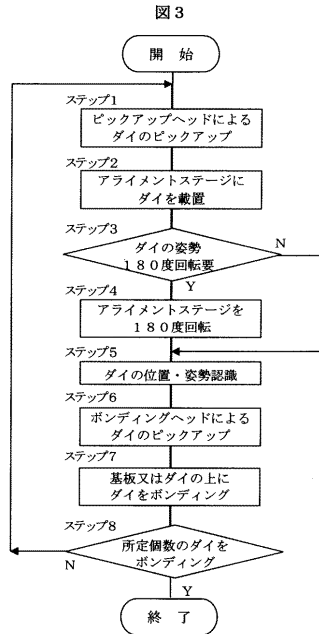 図3
開 始
ステップ1
ピックアップヘッドによる
ダイのピックアップ
ステップ2
アライメントステージに
ダイを載置
ステップ3
ダイの姿勢
180度回転要
N
Y
ステップ4
アライメントステージを
180度回転
ステップ5
ダイの位置・姿勢認識
ステップ6
ボンディングヘッドによる
ダイのピックアップ
ステップ7
基板又はダイの上に
ダイをボンディング
ステップ8
所定個数のダイを
ボンディング
N
Y
終 了